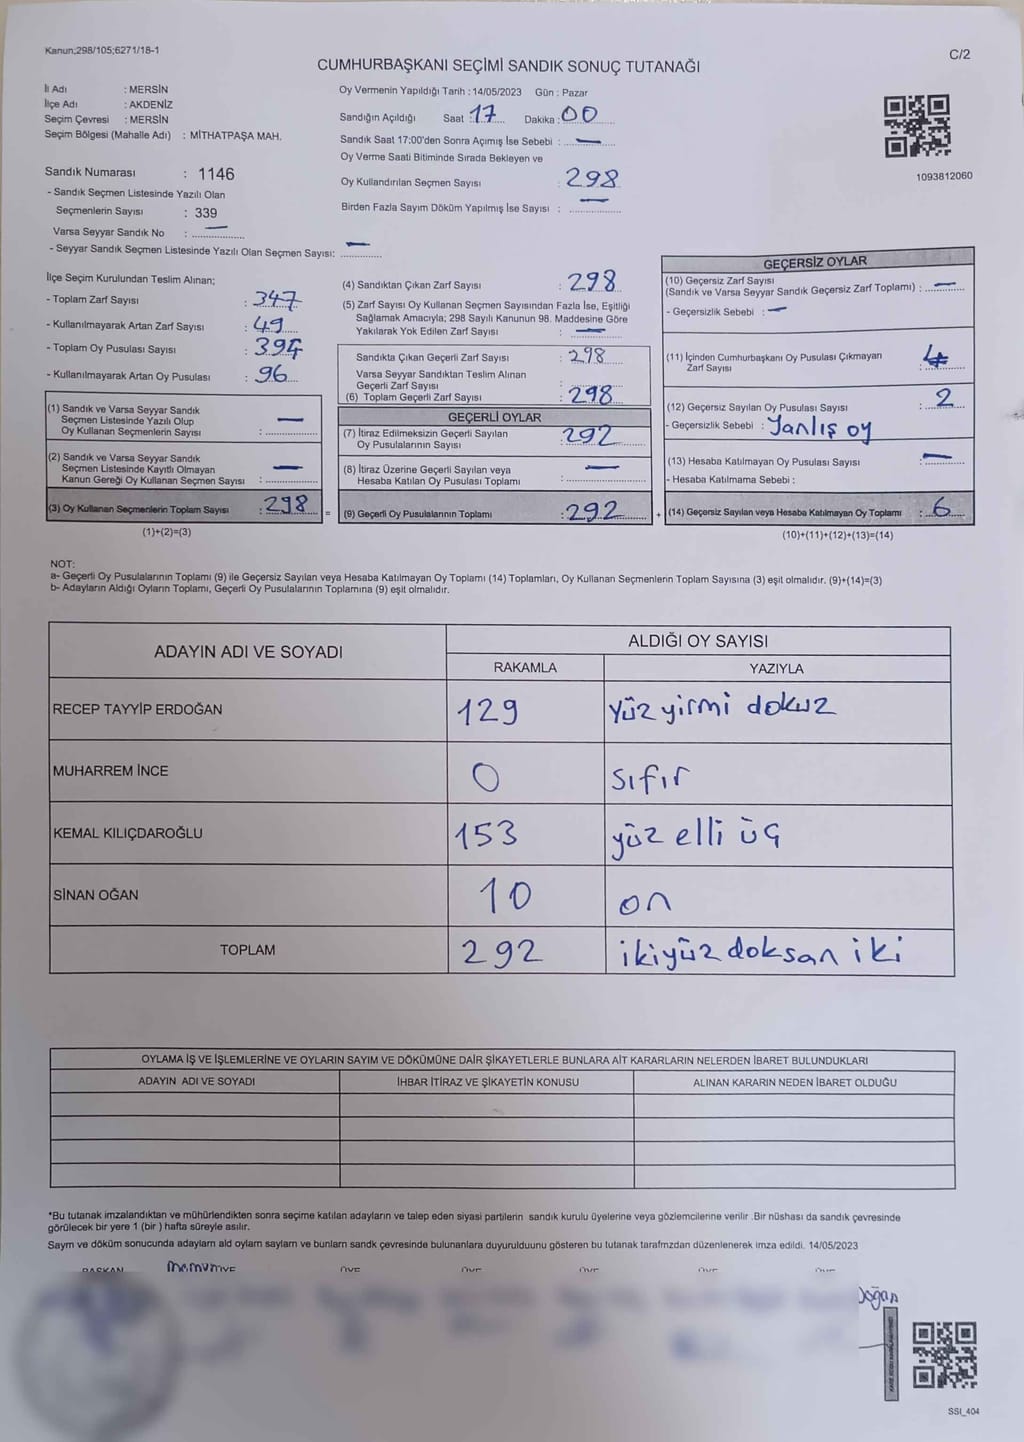 Kanun;298/105;6271/18-1
C/2
CUMHURBAŞKANI SEÇİMİ SANDIK SONUÇ TUTANAĞI
İl Adı : MERSİN
İlçe Adı : AKDENİZ
Seçim Çevresi : MERSİN
Seçim Bölgesi (Mahalle Adı) : MİTHATPAŞA MAH.
Sandık Numarası : 1146
- Sandık Seçmen Listesinde Yazılı Olan
Seçmenlerin Sayısı : 339
Varsa Seyyar Sandık No : —
- Seyyar Sandık Seçmen Listesinde Yazılı Olan Seçmen Sayısı: —
Oy Vermenin Yapıldığı Tarih : 14/05/2023 Gün : Pazar
Sandığın Açıldığı Saat : 17 Dakika : 00
Sandık Saat 17:00'den Sonra Açımış İse Sebebi : —
Oy Verme Saati Bitiminde Sırada Bekleyen ve
Oy Kullandırılan Seçmen Sayısı : 298
Birden Fazla Sayım Döküm Yapılmış İse Sayısı : —
1093812060
İlçe Seçim Kurulundan Teslim Alınan;
- Toplam Zarf Sayısı : 347
- Kullanılmayarak Artan Zarf Sayısı : 49
- Toplam Oy Pusulası Sayısı : 394
- Kullanılmayarak Artan Oy Pusulası : 96
(1) Sandık ve Varsa Seyyar Sandık
Seçmen Listesinde Yazılı Olup
Oy Kullanan Seçmenlerin Sayısı : —
(2) Sandık ve Varsa Seyyar Sandık
Seçmen Listesinde Kayıtlı Olmayan
Kanun Gereği Oy Kullanan Seçmen Sayısı : —
(3) Oy Kullanan Seçmenlerin Toplam Sayısı : 298
(1)+(2)=(3)
=
(4) Sandıktan Çıkan Zarf Sayısı : 298
(5) Zarf Sayısı Oy Kullanan Seçmen Sayısından Fazla İse, Eşitliği
Sağlamak Amacıyla; 298 Sayılı Kanunun 98. Maddesine Göre
Yakılarak Yok Edilen Zarf Sayısı : —
Sandıkta Çıkan Geçerli Zarf Sayısı : 298
Varsa Seyyar Sandıktan Teslim Alınan
Geçerli Zarf Sayısı
(6) Toplam Geçerli Zarf Sayısı : 298
GEÇERLİ OYLAR
(7) İtiraz Edilmeksizin Geçerli Sayılan
Oy Pusulalarının Sayısı : 292
(8) İtiraz Üzerine Geçerli Sayılan veya
Hesaba Katılan Oy Pusulası Toplamı : —
(9) Geçerli Oy Pusulalarının Toplamı : 292
+
GEÇERSİZ OYLAR
(10) Geçersiz Zarf Sayısı
(Sandık ve Varsa Seyyar Sandık Geçersiz Zarf Toplamı) : —
- Geçersizlik Sebebi : —
(11) İçinden Cumhurbaşkanı Oy Pusulası Çıkmayan
Zarf Sayısı : 4
(12) Geçersiz Sayılan Oy Pusulası Sayısı : 2
- Geçersizlik Sebebi : Yanlış oy
(13) Hesaba Katılmayan Oy Pusulası Sayısı : —
- Hesaba Katılmama Sebebi :
(14) Geçersiz Sayılan veya Hesaba Katılmayan Oy Toplamı : 6
(10)+(11)+(12)+(13)=(14)
NOT:
a- Geçerli Oy Pusulalarının Toplamı (9) ile Geçersiz Sayılan veya Hesaba Katılmayan Oy Toplamı (14) Toplamları, Oy Kullanan Seçmenlerin Toplam Sayısına (3) eşit olmalıdır. (9)+(14)=(3)
b- Adayların Aldığı Oyların Toplamı, Geçerli Oy Pusulalarının Toplamına (9) eşit olmalıdır.
ADAYIN ADI VE SOYADI
ALDIĞI OY SAYISI
RAKAMLA YAZIYLA
RECEP TAYYİP ERDOĞAN 129 Yüz yirmi dokuz
MUHARREM İNCE 0 sıfır
KEMAL KILIÇDAROĞLU 153 yüz elli üç
SİNAN OĞAN 10 on
TOPLAM 292 ikiyüz doksan iki
OYLAMA İŞ VE İŞLEMLERİNE VE OYLARIN SAYIM VE DÖKÜMÜNE DAİR ŞİKAYETLERLE BUNLARA AİT KARARLARIN NELERDEN İBARET BULUNDUKLARI
ADAYIN ADI VE SOYADI İHBAR İTİRAZ VE ŞİKAYETİN KONUSU ALINAN KARARIN NEDEN İBARET OLDUĞU
*Bu tutanak imzalandıktan ve mühürlendikten sonra seçime katılan adayların ve talep eden siyasi partilerin sandık kurulu üyelerine veya gözlemcilerine verilir .Bir nüshası da sandık çevresinde
görülecek bir yere 1 (bir ) hafta süreyle asılır.
Saym ve döküm sonucunda adaylarn ald oylarn saylarn ve bunlarn sandk çevresinde bulunanlara duyurulduunu gösteren bu tutanak tarafmzdan düzenlenerek imza edildi. 14/05/2023
BAŞKAN ÜYE ÜYE ÜYE ÜYE ÜYE
Doğan
SSI_404